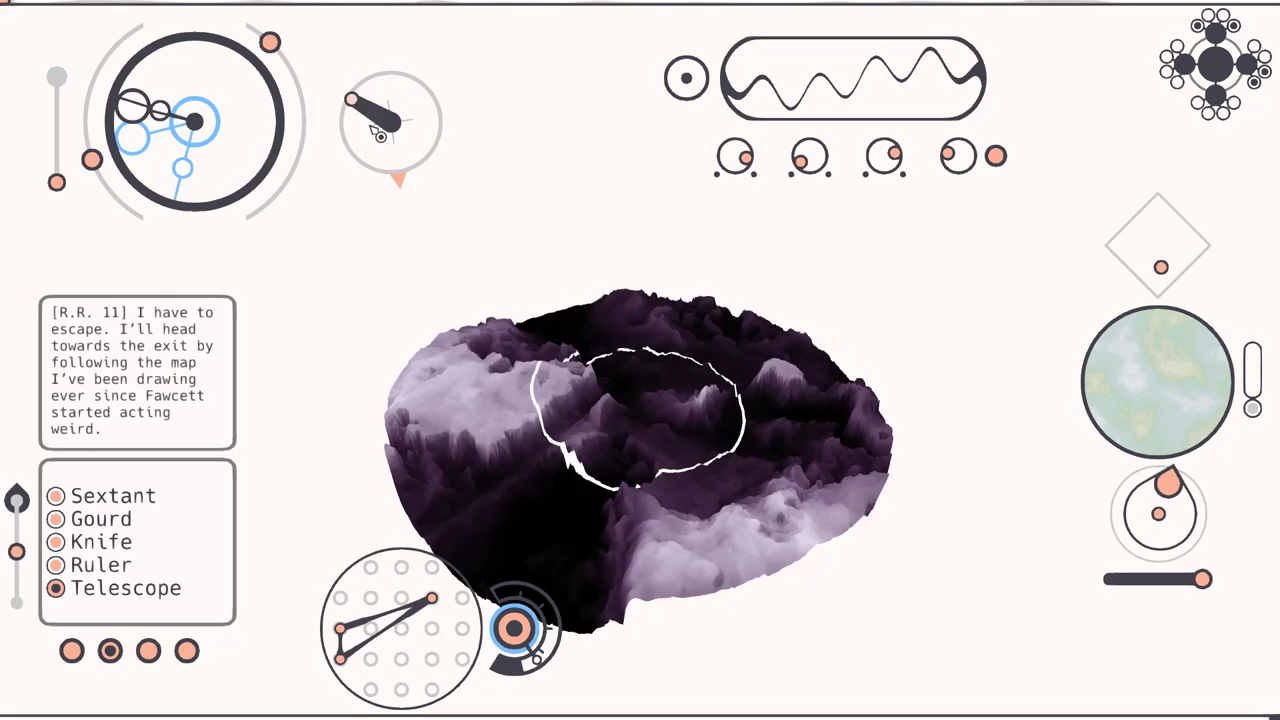 [R.R. 11] I have to
escape. I’ll head
towards the exit by
following the map
I’ve been drawing
ever since Fawcett
started acting
weird.
Sextant
Gourd
Knife
Ruler
Telescope